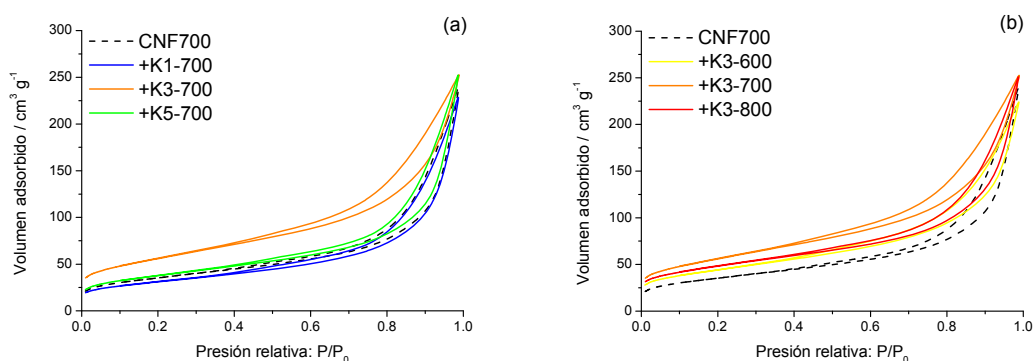 (a)
300
250
200
150
100
50
0
CNF700
+K1-700
+K3-700
+K5-700
Volumen adsorbido / cm³ g⁻¹
0.0 0.2 0.4 0.6 0.8 1.0
Presión relativa: P/P₀
(b)
300
250
200
150
100
50
0
CNF700
+K3-600
+K3-700
+K3-800
Volumen adsorbido / cm³ g⁻¹
0.0 0.2 0.4 0.6 0.8 1.0
Presión relativa: P/P₀